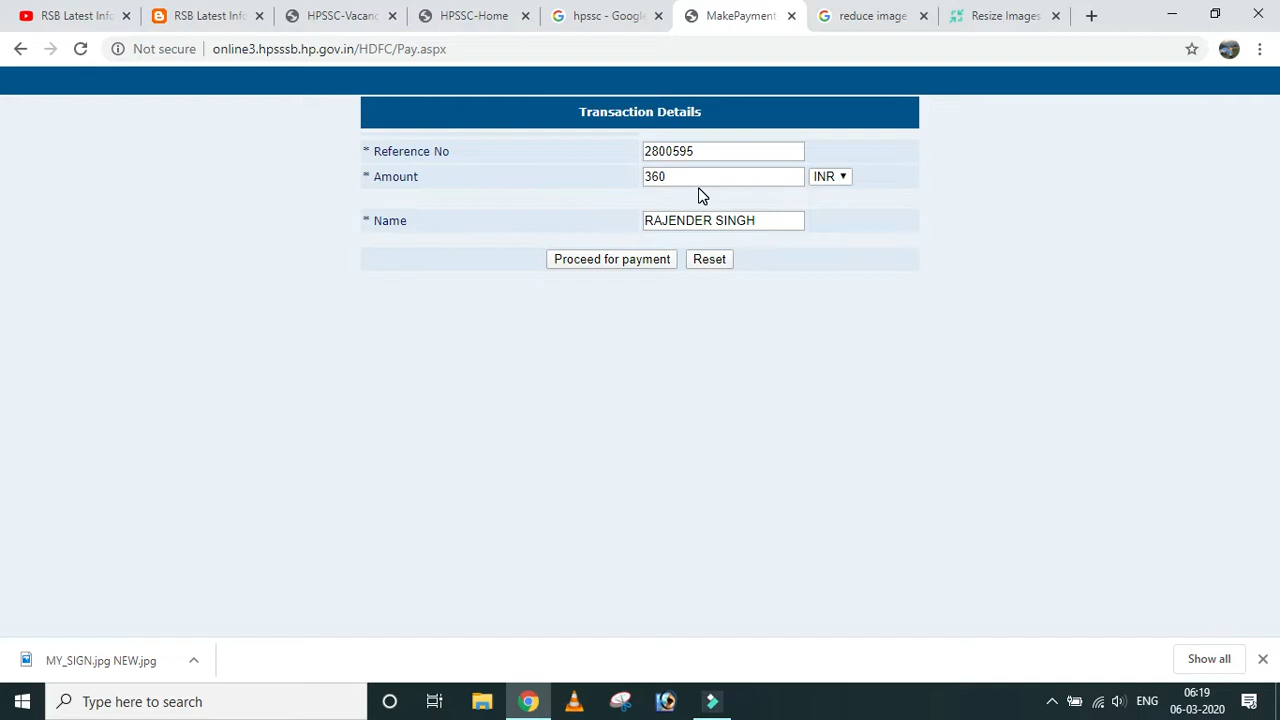 RSB Latest Info
RSB Latest Info
HPSSC-Vacanc
HPSSC-Home
hpssc - Google
MakePayment
reduce image
Resize Images
Not secure
online3.hpsssb.hp.gov.in/HDFC/Pay.aspx
Transaction Details
* Reference No 2800595
* Amount 360 INR
* Name RAJENDER SINGH
Proceed for payment Reset
MY_SIGN.jpg NEW.jpg
Show all
Type here to search
ENG
06:19
06-03-2020